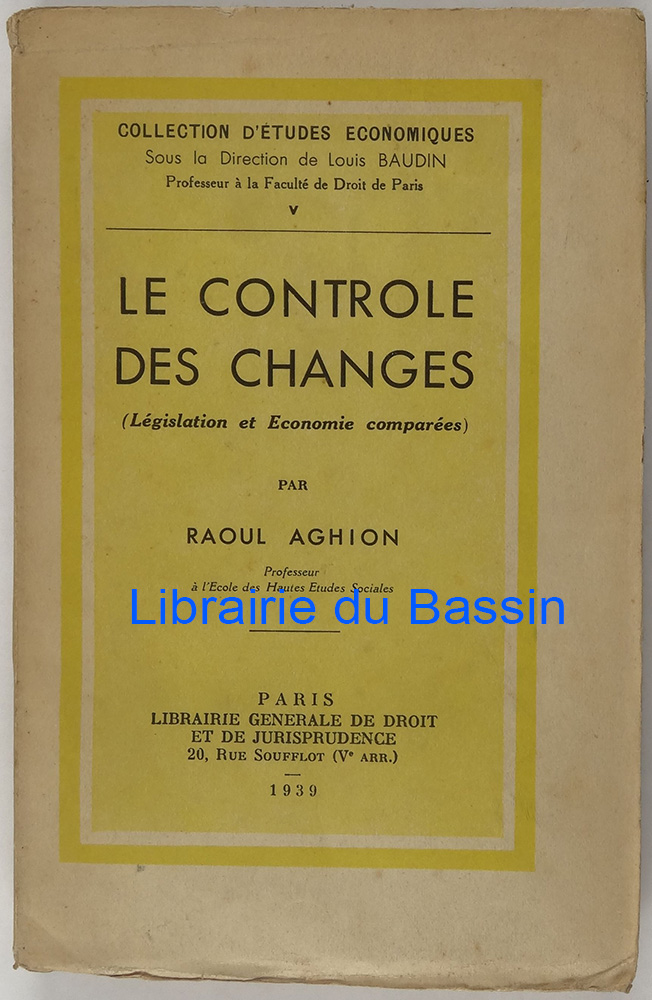 COLLECTION D'ÉTUDES ECONOMIQUES
Sous la Direction de Louis BAUDIN
Professeur à la Faculté de Droit de Paris
V
LE CONTROLE
DES CHANGES
(Législation et Economie comparées)
PAR
RAOUL AGHION
Professeur
à l'Ecole des Hautes Etudes Sociales
Librairie du Bassin
PARIS
LIBRAIRIE GENERALE DE DROIT
ET DE JURISPRUDENCE
20, RUE SOUFFLOT (Ve ARR.)
1939